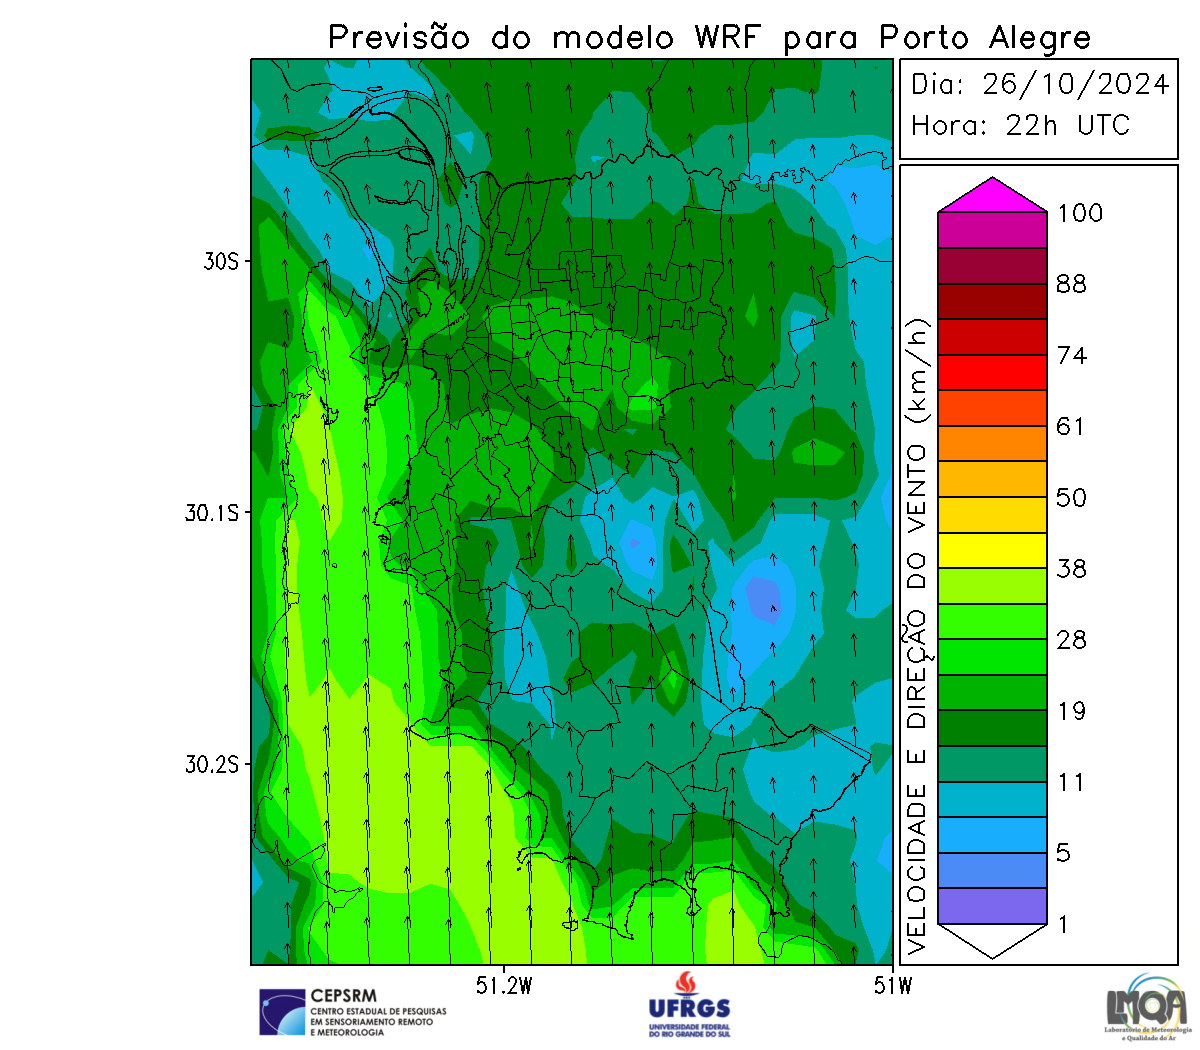 Previsão do modelo WRF para Porto Alegre
Dia: 26/10/2024
Hora: 22h UTC
30S
30.1S
30.2S
51.2W
51W
VELOCIDADE E DIREÇÃO DO VENTO (km/h)
100
88
74
61
50
38
28
19
11
5
1
CEPSRM
CENTRO ESTADUAL DE PESQUISAS
EM SENSORIAMENTO REMOTO
E METEOROLOGIA
UFRGS
UNIVERSIDADE FEDERAL
DO RIO GRANDE DO SUL
LMQA
Laboratório de Meteorologia
e Qualidade do Ar